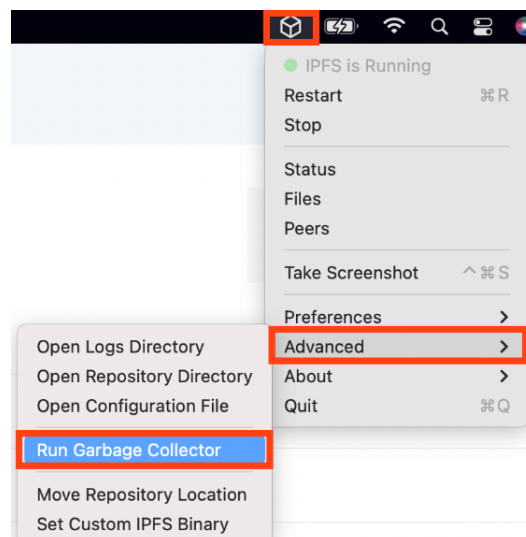 IPFS is Running
Restart ⌘ R
Stop
Status
Files
Peers
Take Screenshot ^ ⌘ S
Preferences >
Advanced >
About >
Quit ⌘ Q
Open Logs Directory
Open Repository Directory
Open Configuration File
Run Garbage Collector
Move Repository Location
Set Custom IPFS Binary